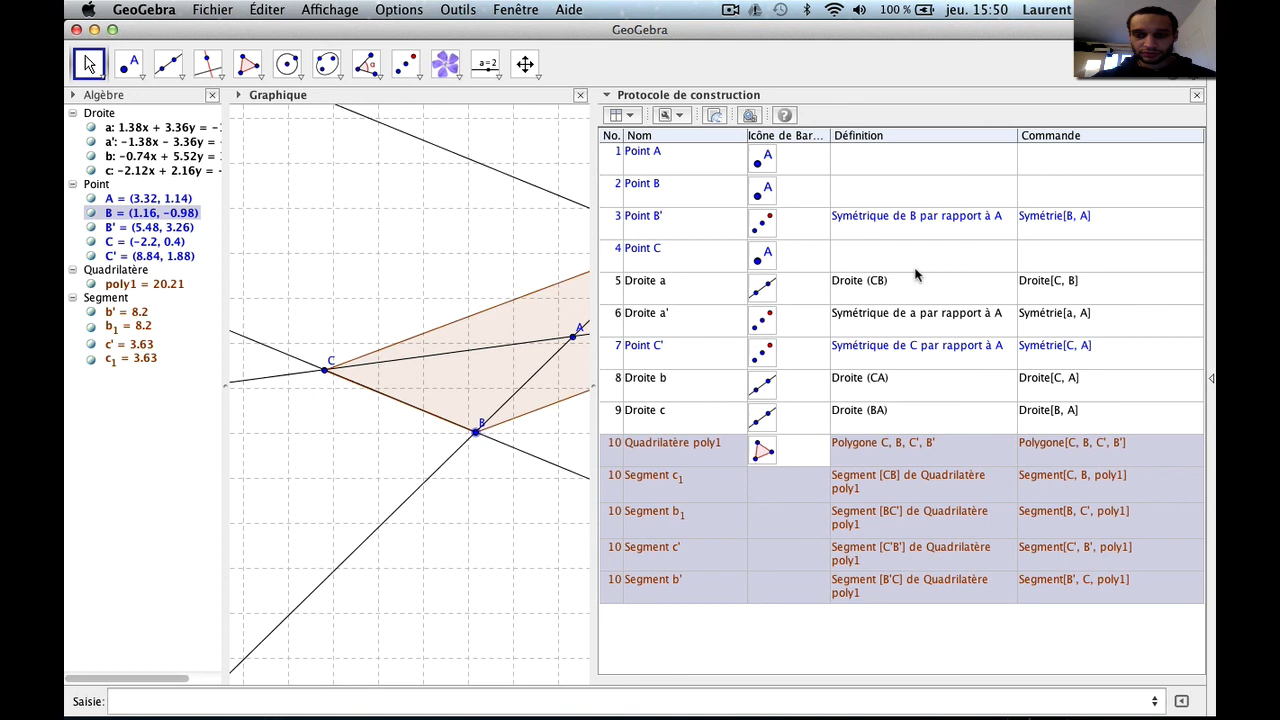 GeoGebra Fichier Éditer Affichage Options Outils Fenêtre Aide 100 % jeu. 15:50 Laurent
GeoGebra
A a=2
Algèbre
Droite
a: 1.38x + 3.36y =
a': -1.38x - 3.36y =
b: -0.74x + 5.52y =
c: -2.12x + 2.16y =
Point
A = (3.32, 1.14)
B = (1.16, -0.98)
B' = (5.48, 3.26)
C = (-2.2, 0.4)
C' = (8.84, 1.88)
Quadrilatère
poly1 = 20.21
Segment
b' = 8.2
b1 = 8.2
c' = 3.63
c1 = 3.63
Graphique
A
C
B
Protocole de construction
No. Nom Icône de Bar... Définition Commande
1 Point A A
2 Point B A
3 Point B' Symétrique de B par rapport à A Symétrie[B, A]
4 Point C A
5 Droite a Droite (CB) Droite[C, B]
6 Droite a' Symétrique de a par rapport à A Symétrie[a, A]
7 Point C' Symétrique de C par rapport à A Symétrie[C, A]
8 Droite b Droite (CA) Droite[C, A]
9 Droite c Droite (BA) Droite[B, A]
10 Quadrilatère poly1 Polygone C, B, C', B' Polygone[C, B, C', B']
10 Segment c1 Segment [CB] de Quadrilatère Segment[C, B, poly1]
poly1
10 Segment b1 Segment [BC'] de Quadrilatère Segment[B, C', poly1]
poly1
10 Segment c' Segment [C'B'] de Quadrilatère Segment[C', B', poly1]
poly1
10 Segment b' Segment [B'C] de Quadrilatère Segment[B', C, poly1]
poly1
Saisie: